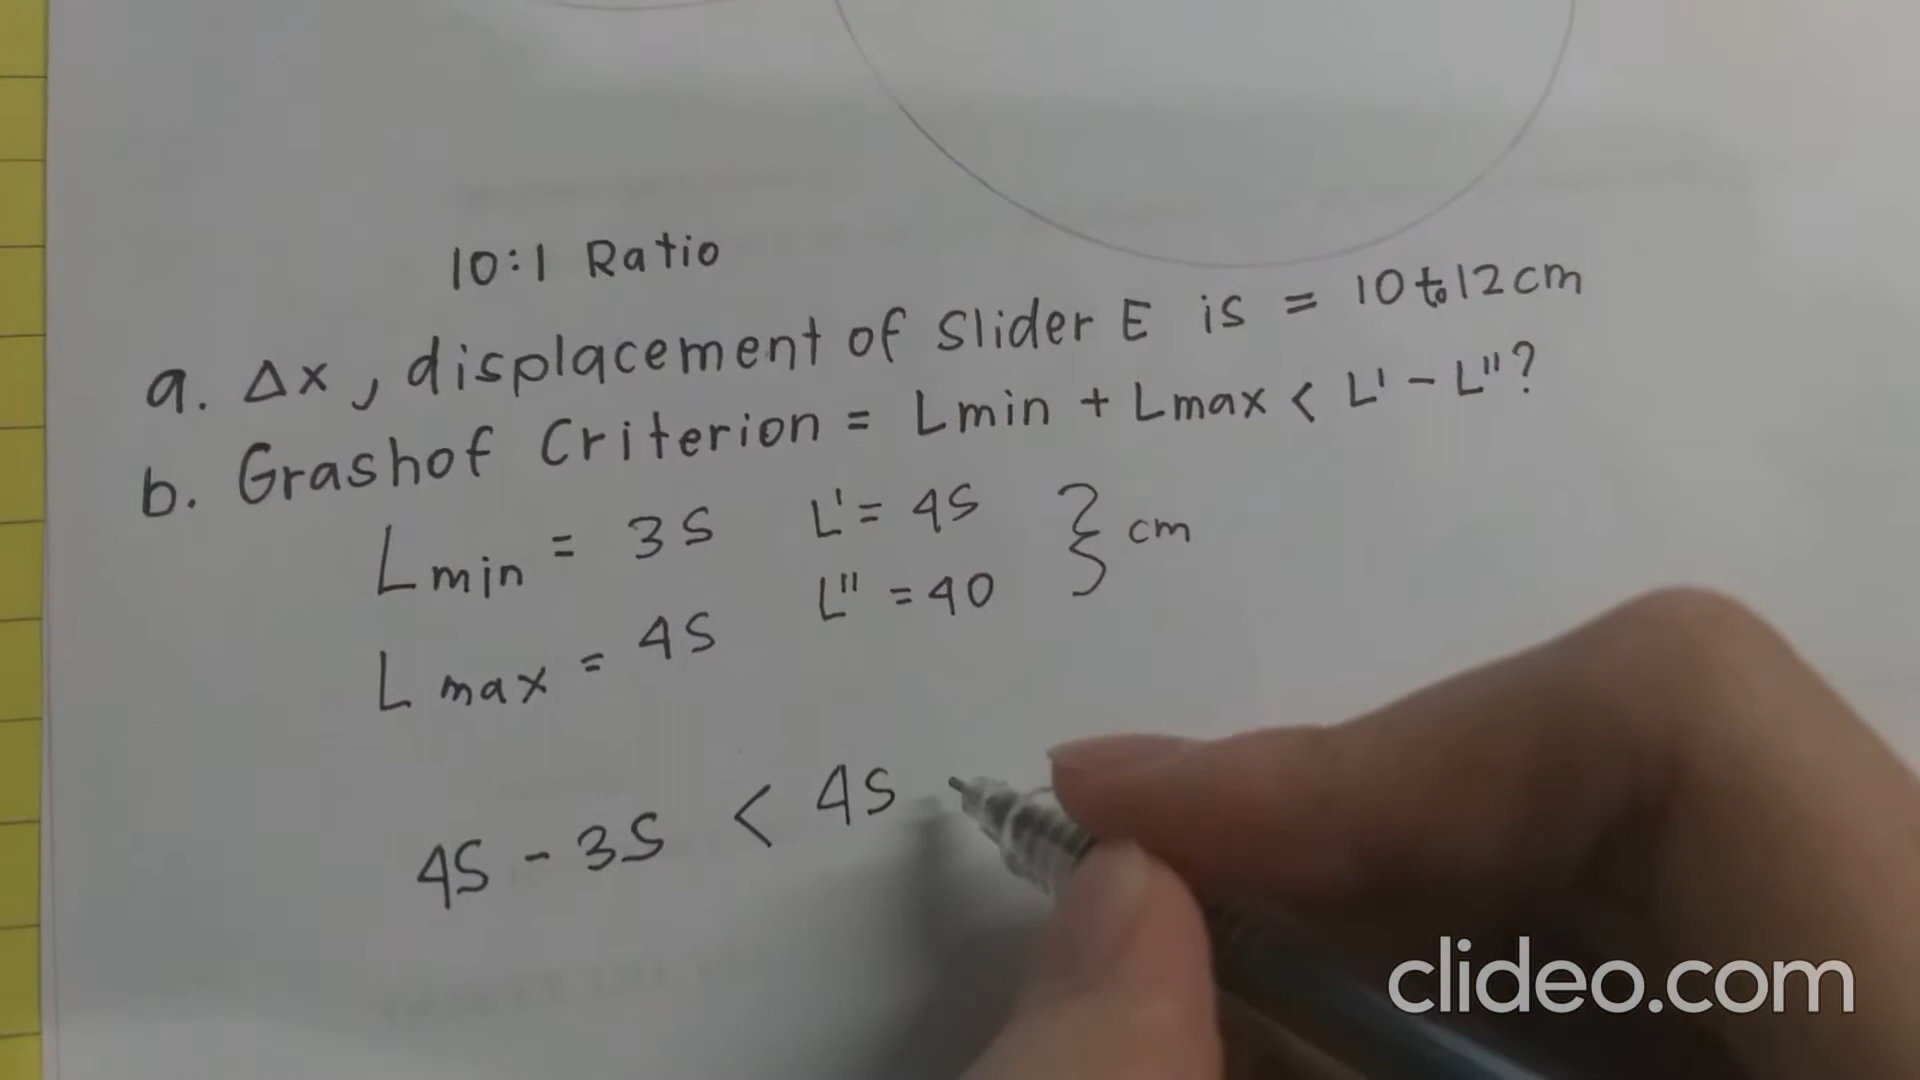 10:1 Ratio
a. Δx, displacement of Slider E is = 10 to 12 cm
b. Grashof Criterion = Lmin + Lmax < L' - L"?
Lmin = 35 L' = 45 } cm
Lmax = 45 L" = 40
45 - 35 < 45
clideo.com